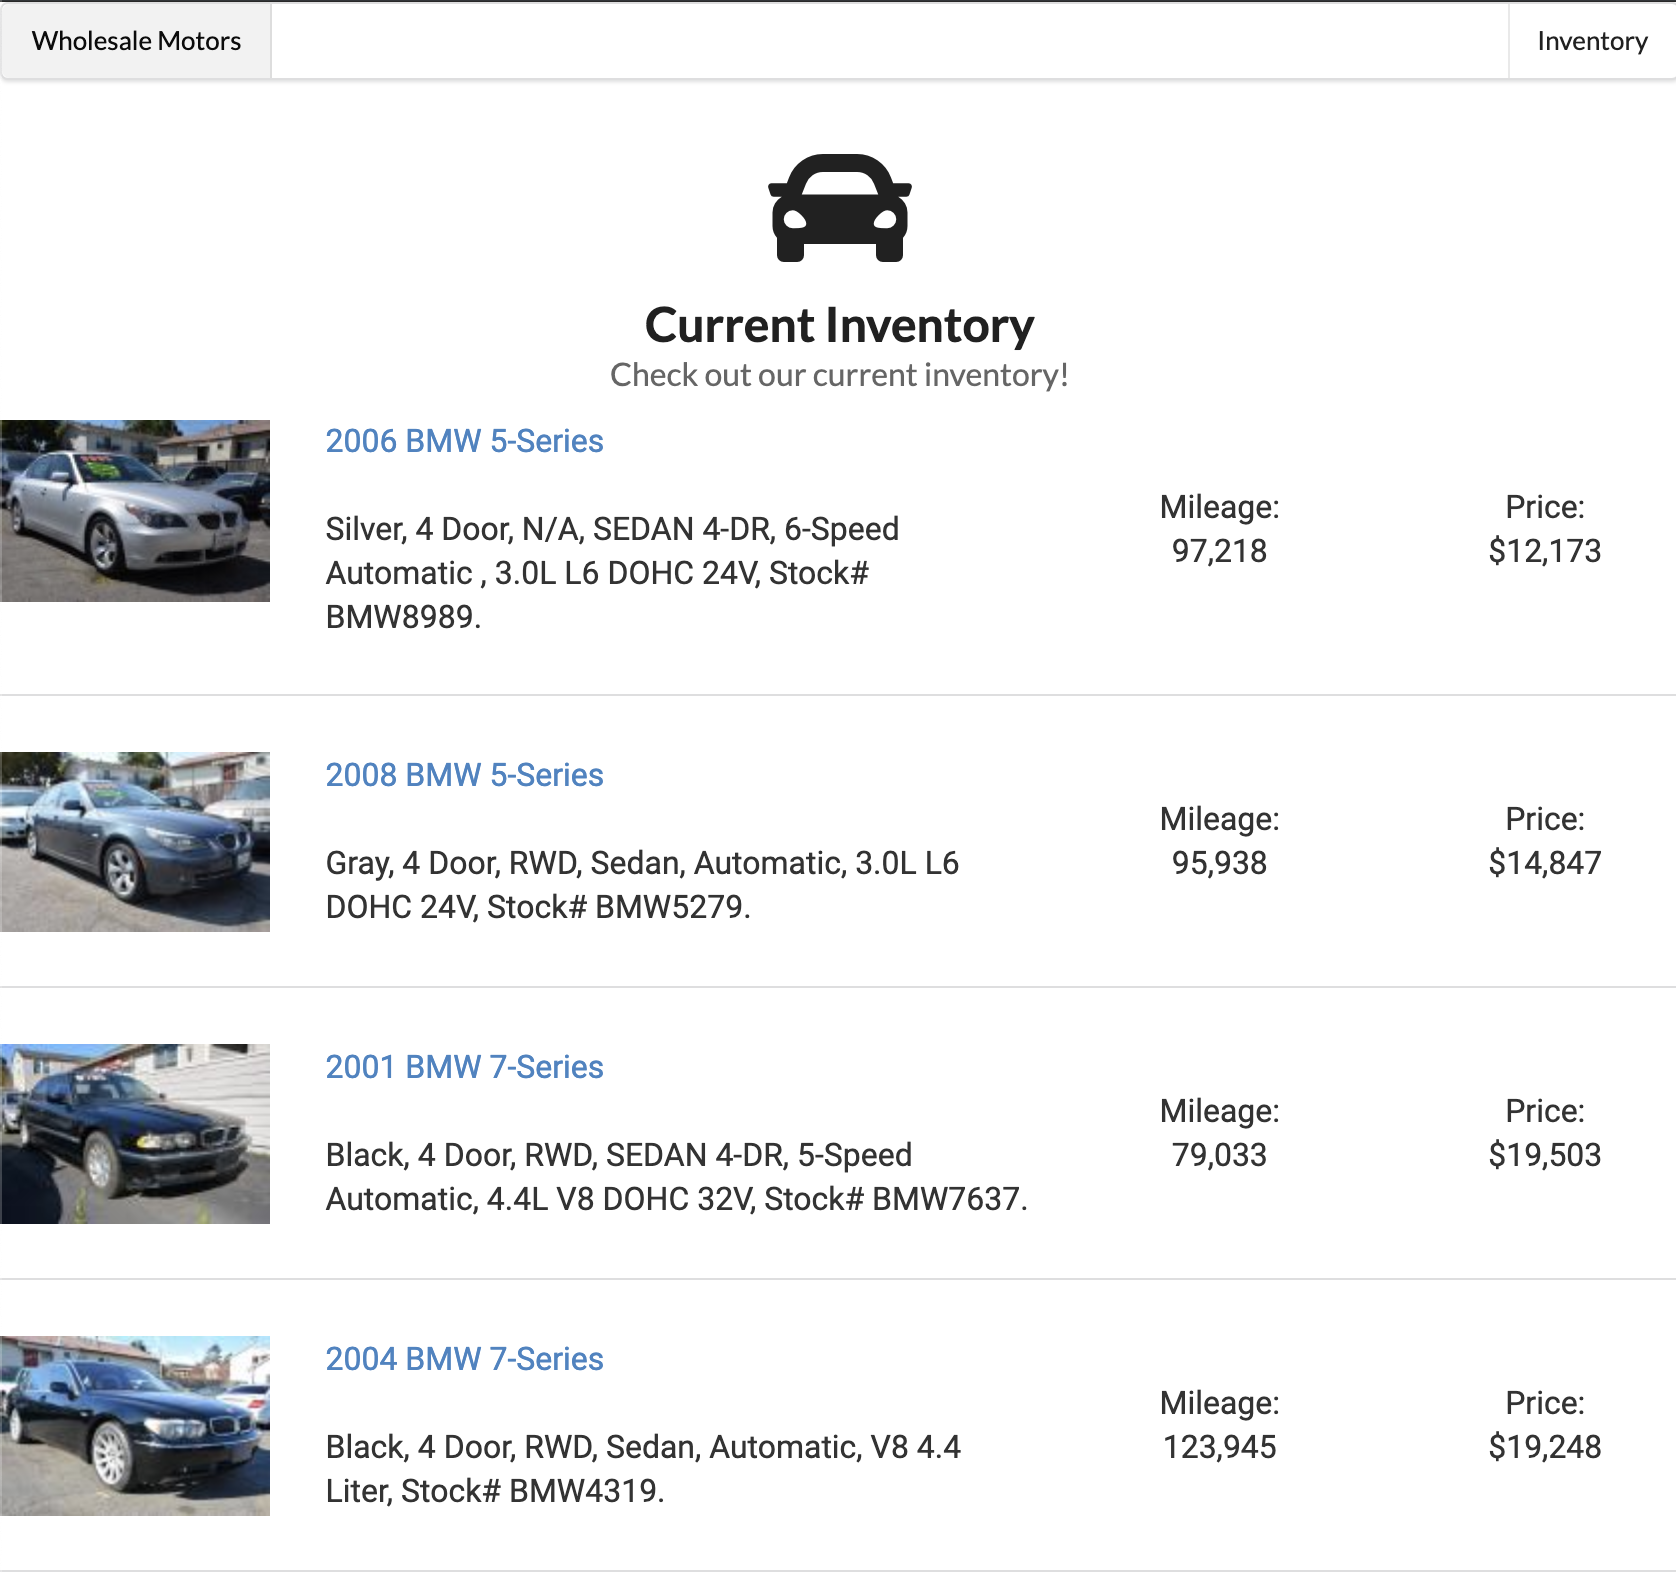 Wholesale Motors
Inventory
Current Inventory
Check out our current inventory!
2006 BMW 5-Series
Silver, 4 Door, N/A, SEDAN 4-DR, 6-Speed
Automatic , 3.0L L6 DOHC 24V, Stock#
BMW8989.
Mileage:
97,218
Price:
$12,173
2008 BMW 5-Series
Gray, 4 Door, RWD, Sedan, Automatic, 3.0L L6
DOHC 24V, Stock# BMW5279.
Mileage:
95,938
Price:
$14,847
2001 BMW 7-Series
Black, 4 Door, RWD, SEDAN 4-DR, 5-Speed
Automatic, 4.4L V8 DOHC 32V, Stock# BMW7637.
Mileage:
79,033
Price:
$19,503
2004 BMW 7-Series
Black, 4 Door, RWD, Sedan, Automatic, V8 4.4
Liter, Stock# BMW4319.
Mileage:
123,945
Price:
$19,248